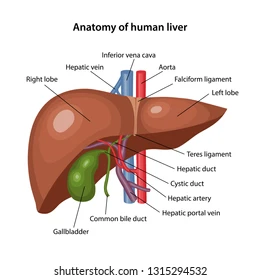 Anatomy of human liver
Inferior vena cava
Hepatic vein
Aorta
Right lobe
Falciform ligament
Left lobe
Teres ligament
Hepatic duct
Cystic duct
Hepatic artery
Hepatic portal vein
Common bile duct
Gallbladder
shutterstock.com · 1315294532